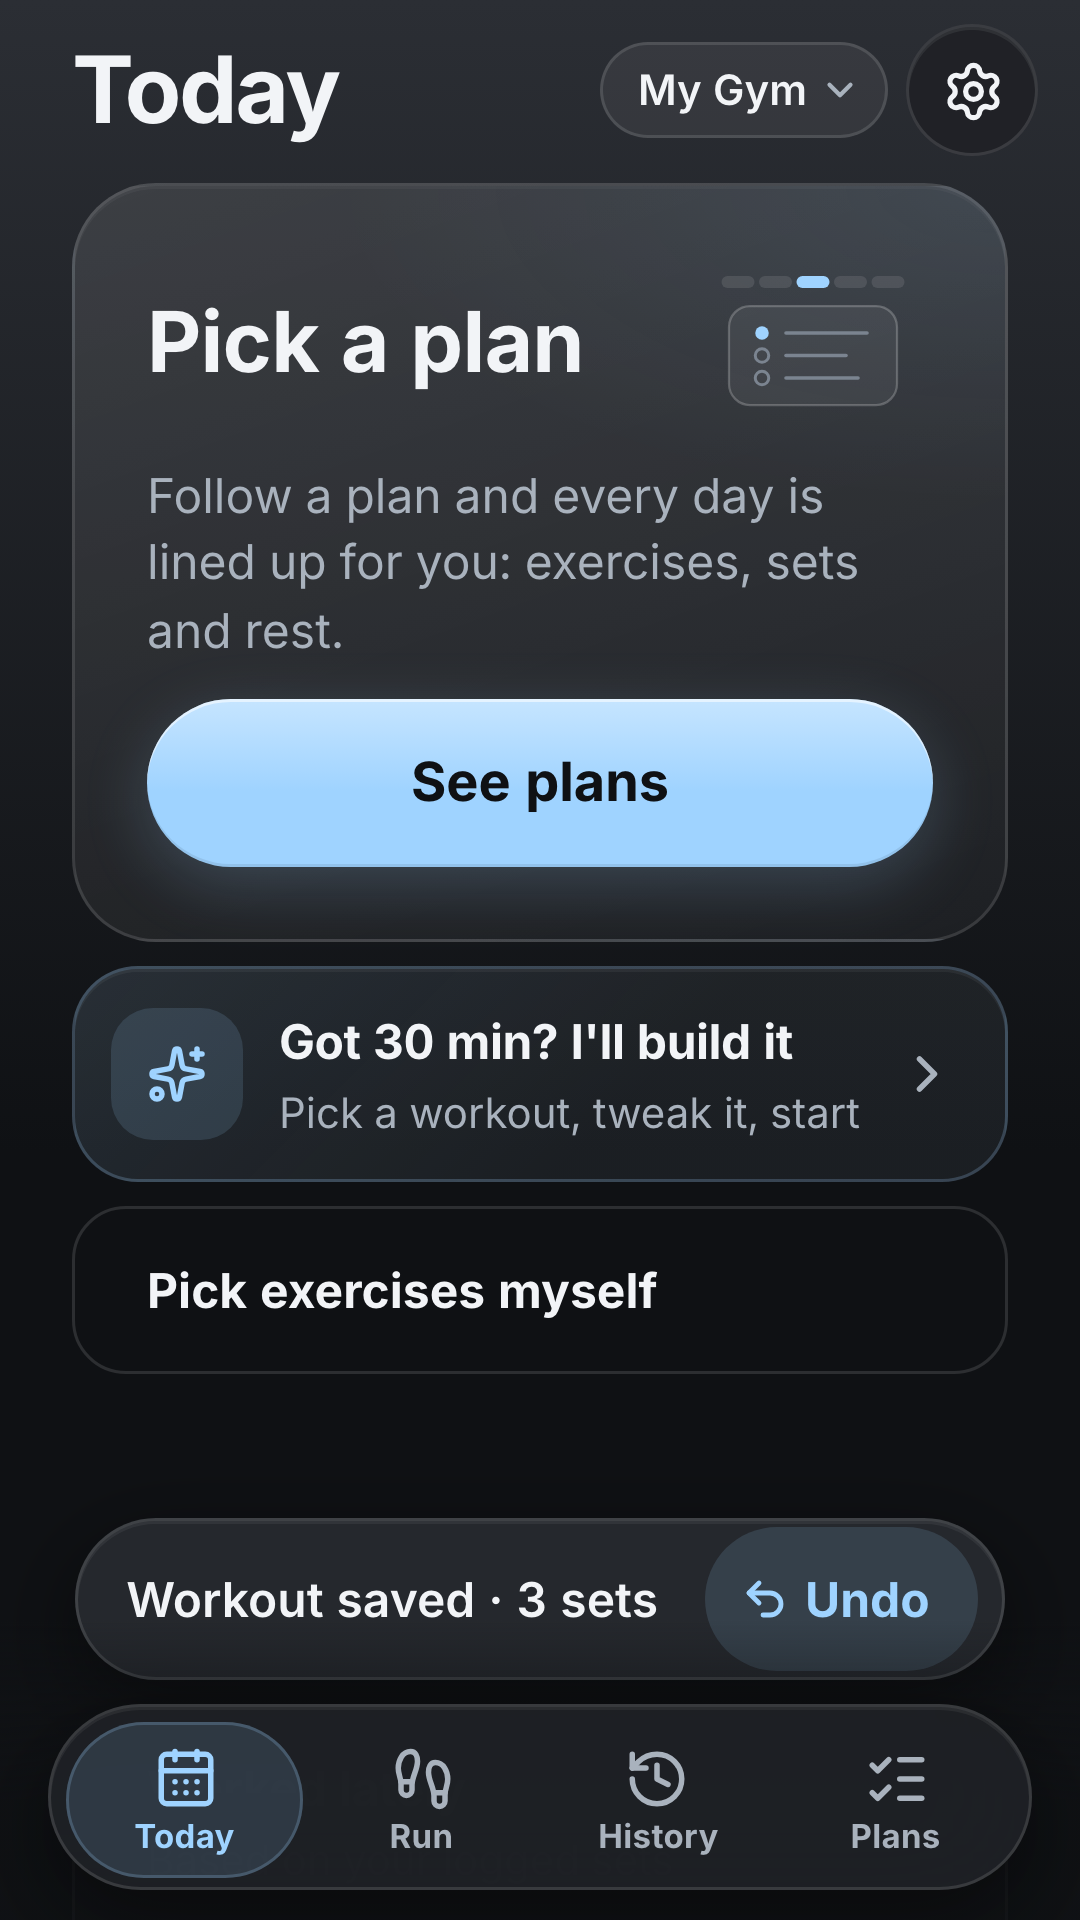 Today
My Gym
Pick a plan
Follow a plan and every day is
lined up for you: exercises, sets
and rest.
See plans
Got 30 min? I'll build it
Pick a workout, tweak it, start
Pick exercises myself
Workout saved · 3 sets
Undo
Today
Run
History
Plans